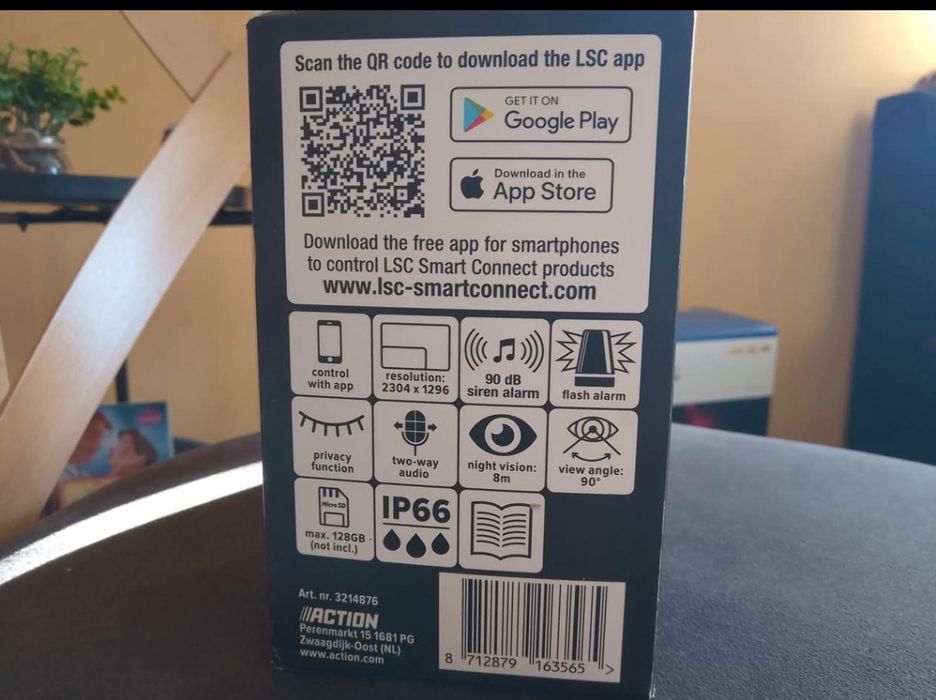 Scan the QR code to download the LSC app
GET IT ON
Google Play
Download in the
App Store
Download the free app for smartphones
to control LSC Smart Connect products
www.lsc-smartconnect.com
control
with app
resolution:
2304 x 1296
90 dB
siren alarm
flash alarm
privacy
function
two-way
audio
night vision:
8m
view angle:
90°
Micro SD
max. 128GB
(not incl.)
IP66
Art. nr. 3214876
ACTION
Perenmarkt 15 1681 PG
Zwaagdijk-Oost (NL)
www.action.com
8 712879 163565 >